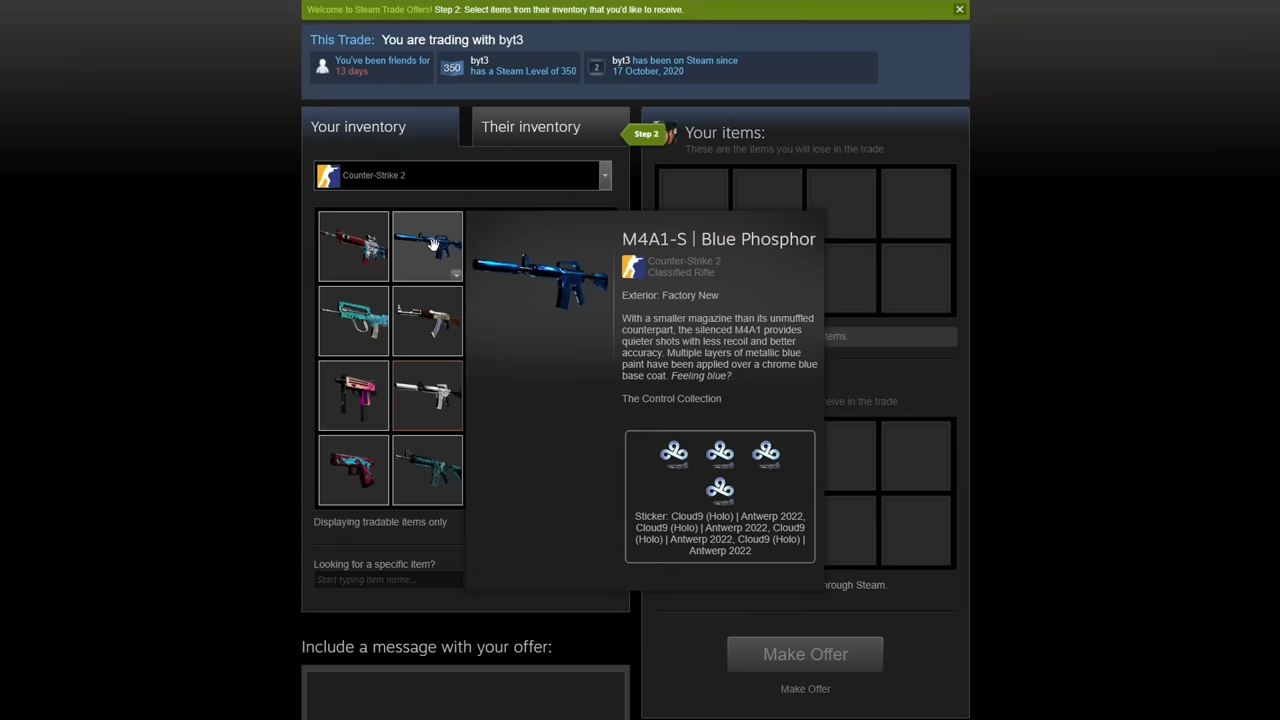 Welcome to Steam Trade Offers! Step 2: Select items from their inventory that you'd like to receive.
This Trade: You are trading with byt3
You've been friends for
13 days
350
byt3
has a Steam Level of 350
2
byt3 has been on Steam since
17 October, 2020
Your inventory
Their inventory
Step 2
Your items:
These are the items you will lose in the trade
Counter-Strike 2
M4A1-S | Blue Phosphor
Counter-Strike 2
Classified Rifle
Exterior: Factory New
With a smaller magazine than its unmuffled
counterpart, the silenced M4A1 provides
quieter shots with less recoil and better
accuracy. Multiple layers of metallic blue
paint have been applied over a chrome blue
base coat. Feeling blue?
The Control Collection
Sticker: Cloud9 (Holo) | Antwerp 2022,
Cloud9 (Holo) | Antwerp 2022, Cloud9
(Holo) | Antwerp 2022, Cloud9 (Holo) |
Antwerp 2022
items.
receive in the trade.
through Steam.
Displaying tradable items only
Looking for a specific item?
Start typing item name...
Include a message with your offer:
Make Offer
Make Offer